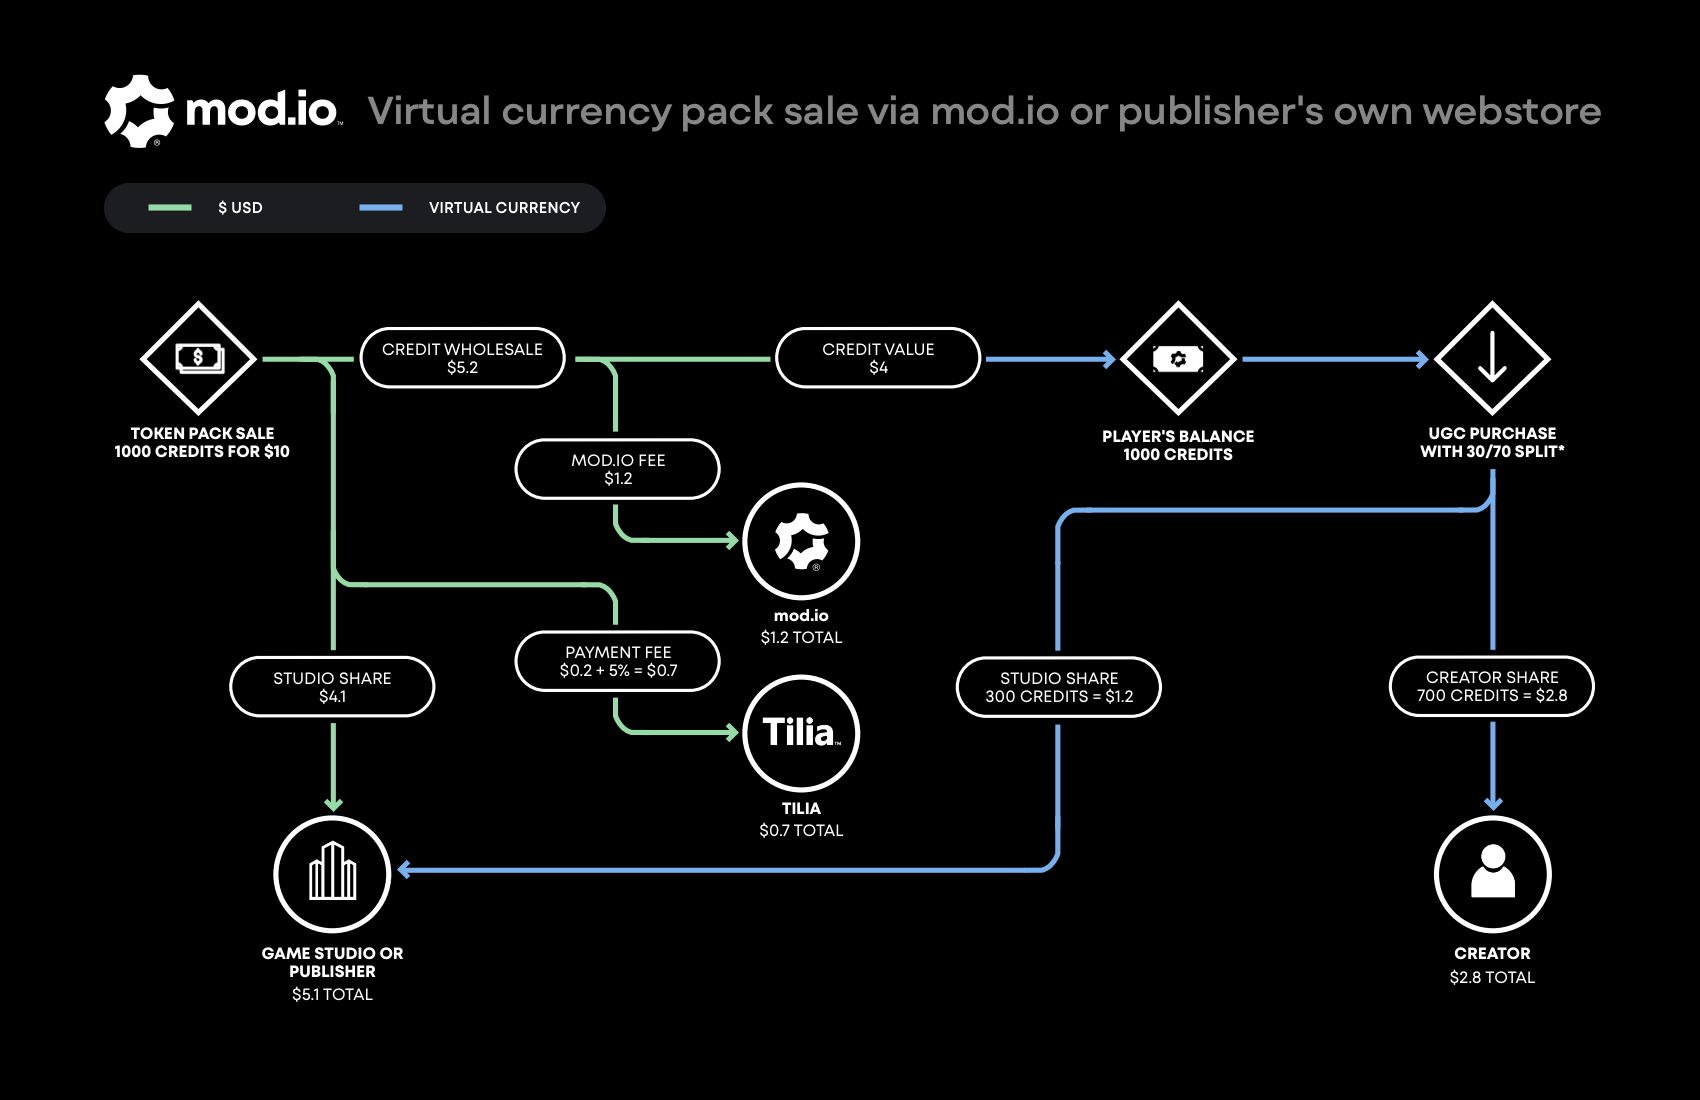 mod.io™ Virtual currency pack sale via mod.io or publisher's own webstore
®
$ USD
VIRTUAL CURRENCY
$
TOKEN PACK SALE
1000 CREDITS FOR $10
CREDIT WHOLESALE
$5.2
CREDIT VALUE
$4
PLAYER'S BALANCE
1000 CREDITS
UGC PURCHASE
WITH 30/70 SPLIT*
MOD.IO FEE
$1.2
®
mod.io
$1.2 TOTAL
PAYMENT FEE
$0.2 + 5% = $0.7
Tilia™
TILIA
$0.7 TOTAL
STUDIO SHARE
$4.1
STUDIO SHARE
300 CREDITS = $1.2
CREATOR SHARE
700 CREDITS = $2.8
GAME STUDIO OR
PUBLISHER
$5.1 TOTAL
CREATOR
$2.8 TOTAL